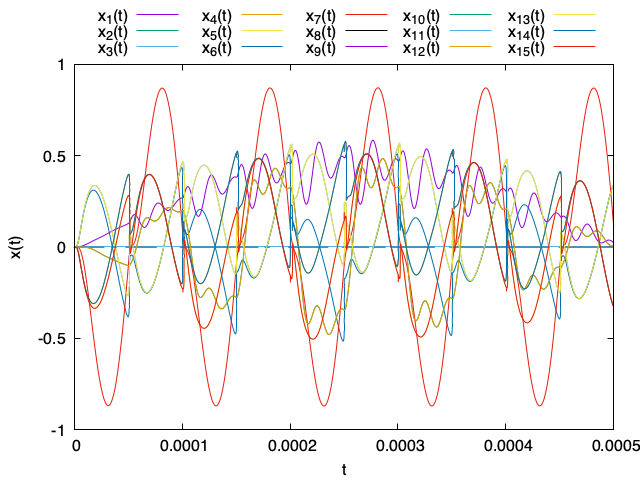 x1(t) x4(t) x7(t) x10(t) x13(t)
x2(t) x5(t) x8(t) x11(t) x14(t)
x3(t) x6(t) x9(t) x12(t) x15(t)
1
0.5
0
-0.5
-1
x(t)
0 0.0001 0.0002 0.0003 0.0004 0.0005
t